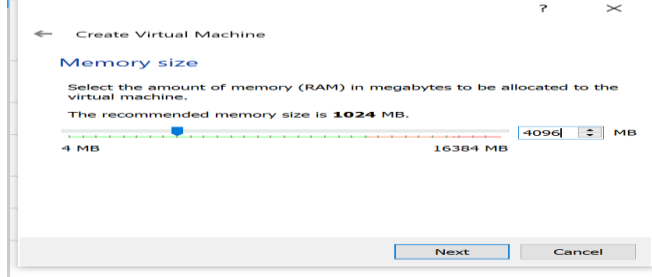 ?
Create Virtual Machine
Memory size
Select the amount of memory (RAM) in megabytes to be allocated to the
virtual machine.
The recommended memory size is 1024 MB.
4096 MB
4 MB 16384 MB
Next Cancel